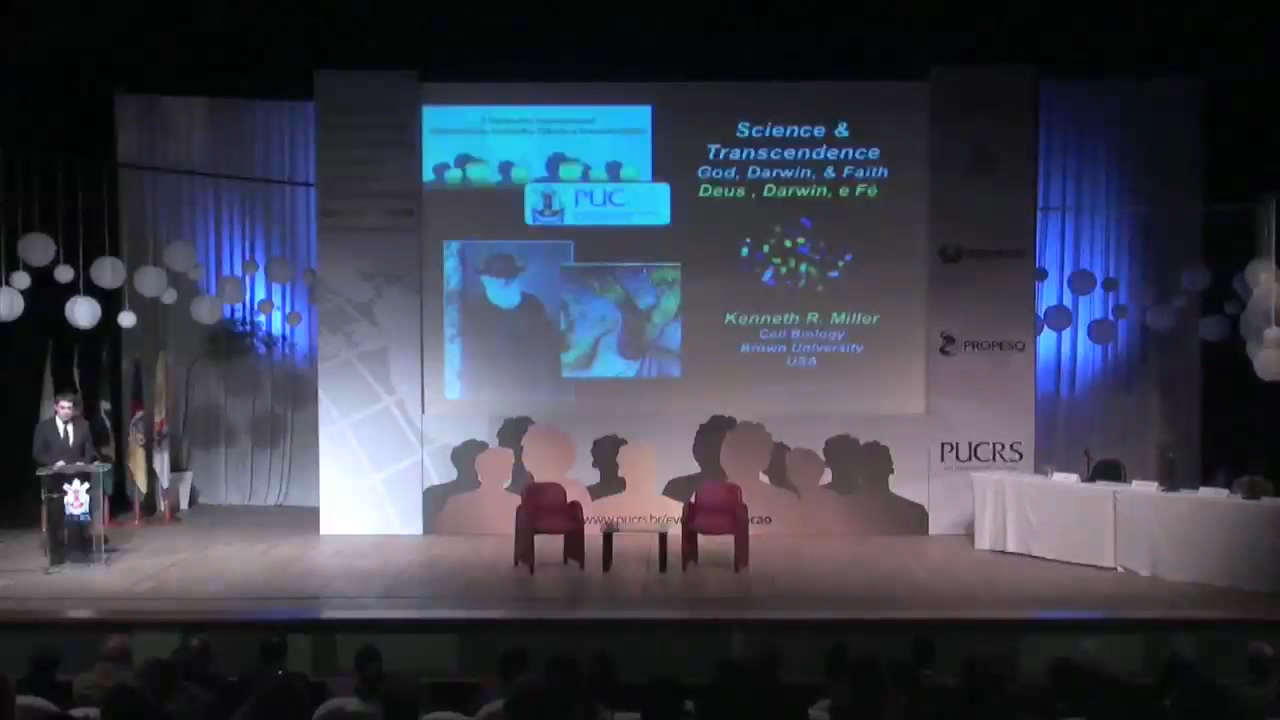 Science &
Transcendence
God, Darwin, & Faith
Deus , Darwin, e Fé
PUC
Kenneth R. Miller
Cell Biology
Brown University
USA
PROPESQ
PUCRS
www.pucrs.br/